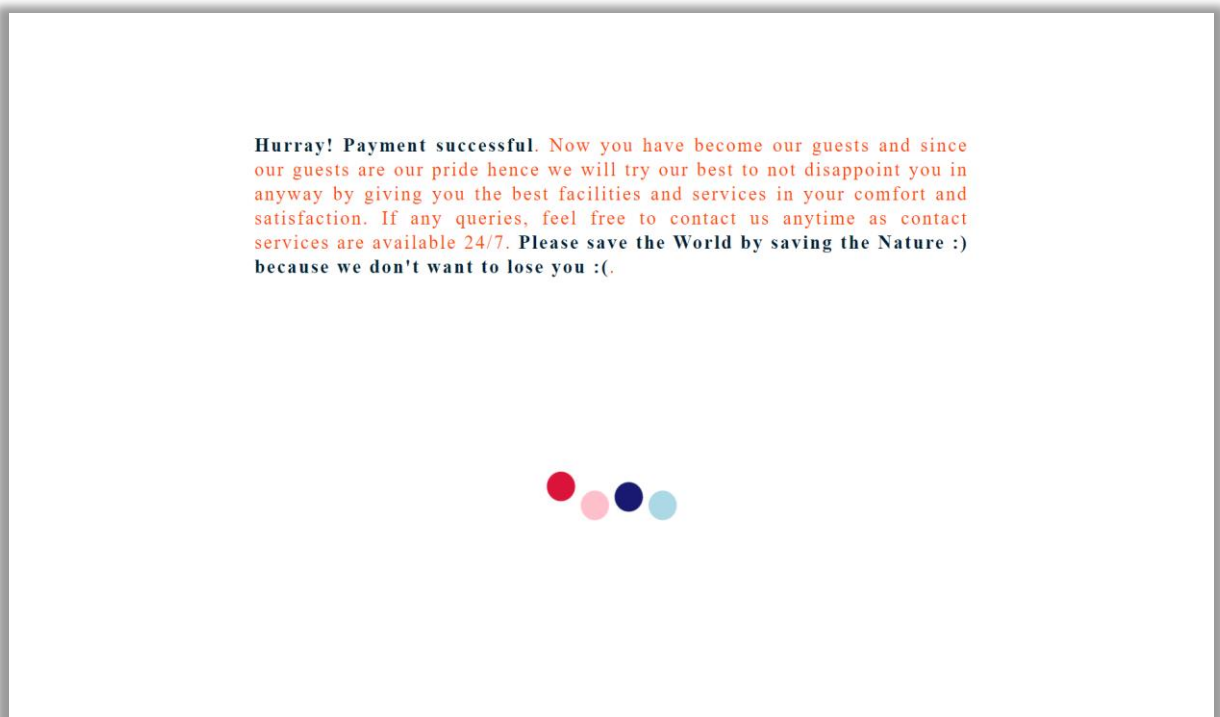 Hurray! Payment successful. Now you have become our guests and since
our guests are our pride hence we will try our best to not disappoint you in
anyway by giving you the best facilities and services in your comfort and
satisfaction. If any queries, feel free to contact us anytime as contact
services are available 24/7. Please save the World by saving the Nature :)
because we don't want to lose you :(.